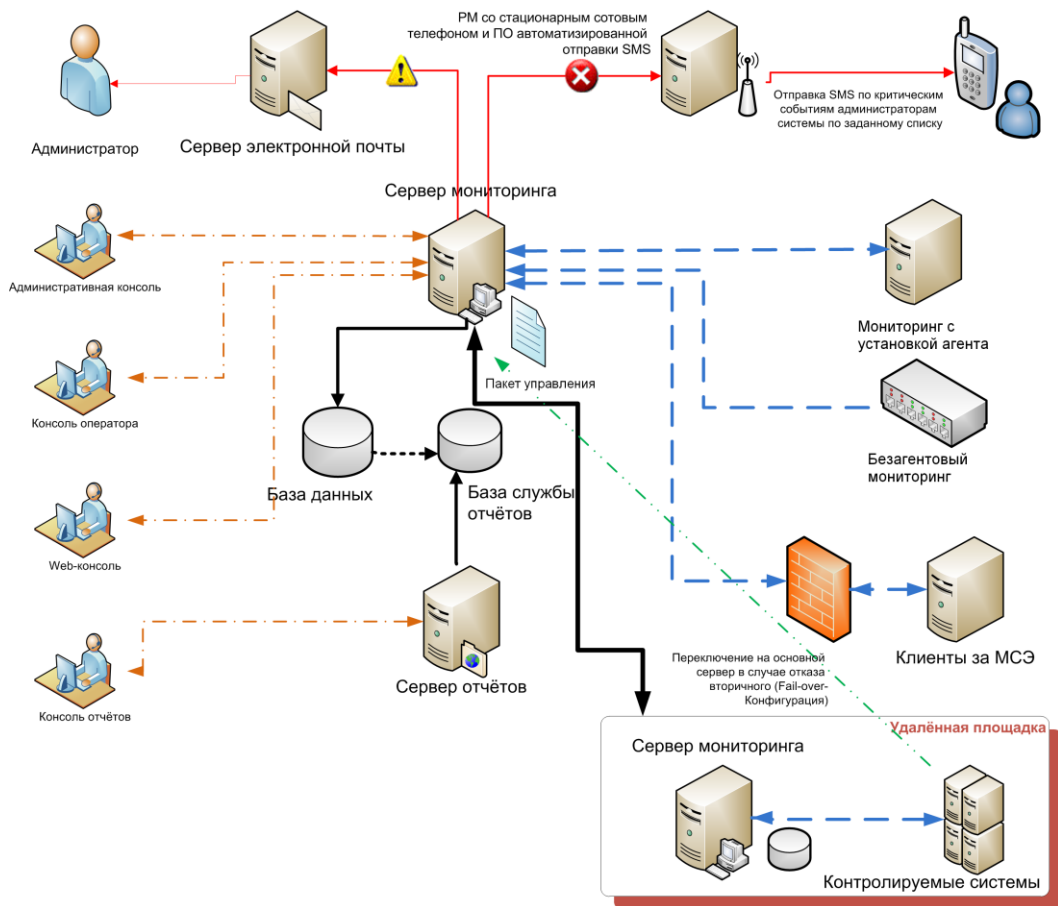 РМ со стационарным сотовым
телефоном и ПО автоматизированной
отправки SMS
Отправка SMS по критическим
событиям администраторам
системы по заданному списку
Администратор
Сервер электронной почты
Сервер мониторинга
Административная консоль
Мониторинг с
установкой агента
Пакет управления
Консоль оператора
Безагентовый
мониторинг
База данных
База службы
отчётов
Web-консоль
Переключение на основной
сервер в случае отказа
вторичного (Fail-over-
Конфигурация)
Клиенты за МСЭ
Сервер отчётов
Консоль отчётов
Удалённая площадка
Сервер мониторинга
Контролируемые системы